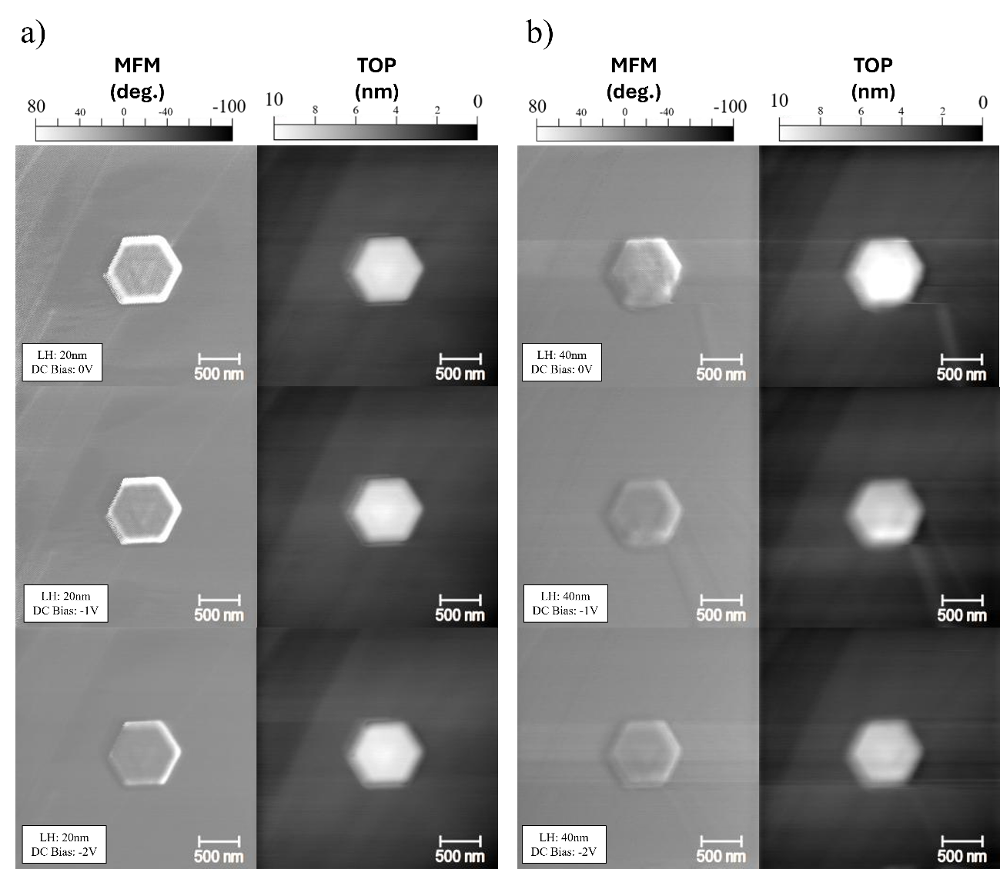 a)
b)
MFM
(deg.)
TOP
(nm)
MFM
(deg.)
TOP
(nm)
80 40 0 -40 -100
10 8 6 4 2 0
80 40 0 -40 -100
10 8 6 4 2 0
LH: 20nm
DC Bias: 0V
500 nm
500 nm
LH: 40nm
DC Bias: 0V
500 nm
500 nm
LH: 20nm
DC Bias: -1V
500 nm
500 nm
LH: 40nm
DC Bias: -1V
500 nm
500 nm
LH: 20nm
DC Bias: -2V
500 nm
500 nm
LH: 40nm
DC Bias: -2V
500 nm
500 nm